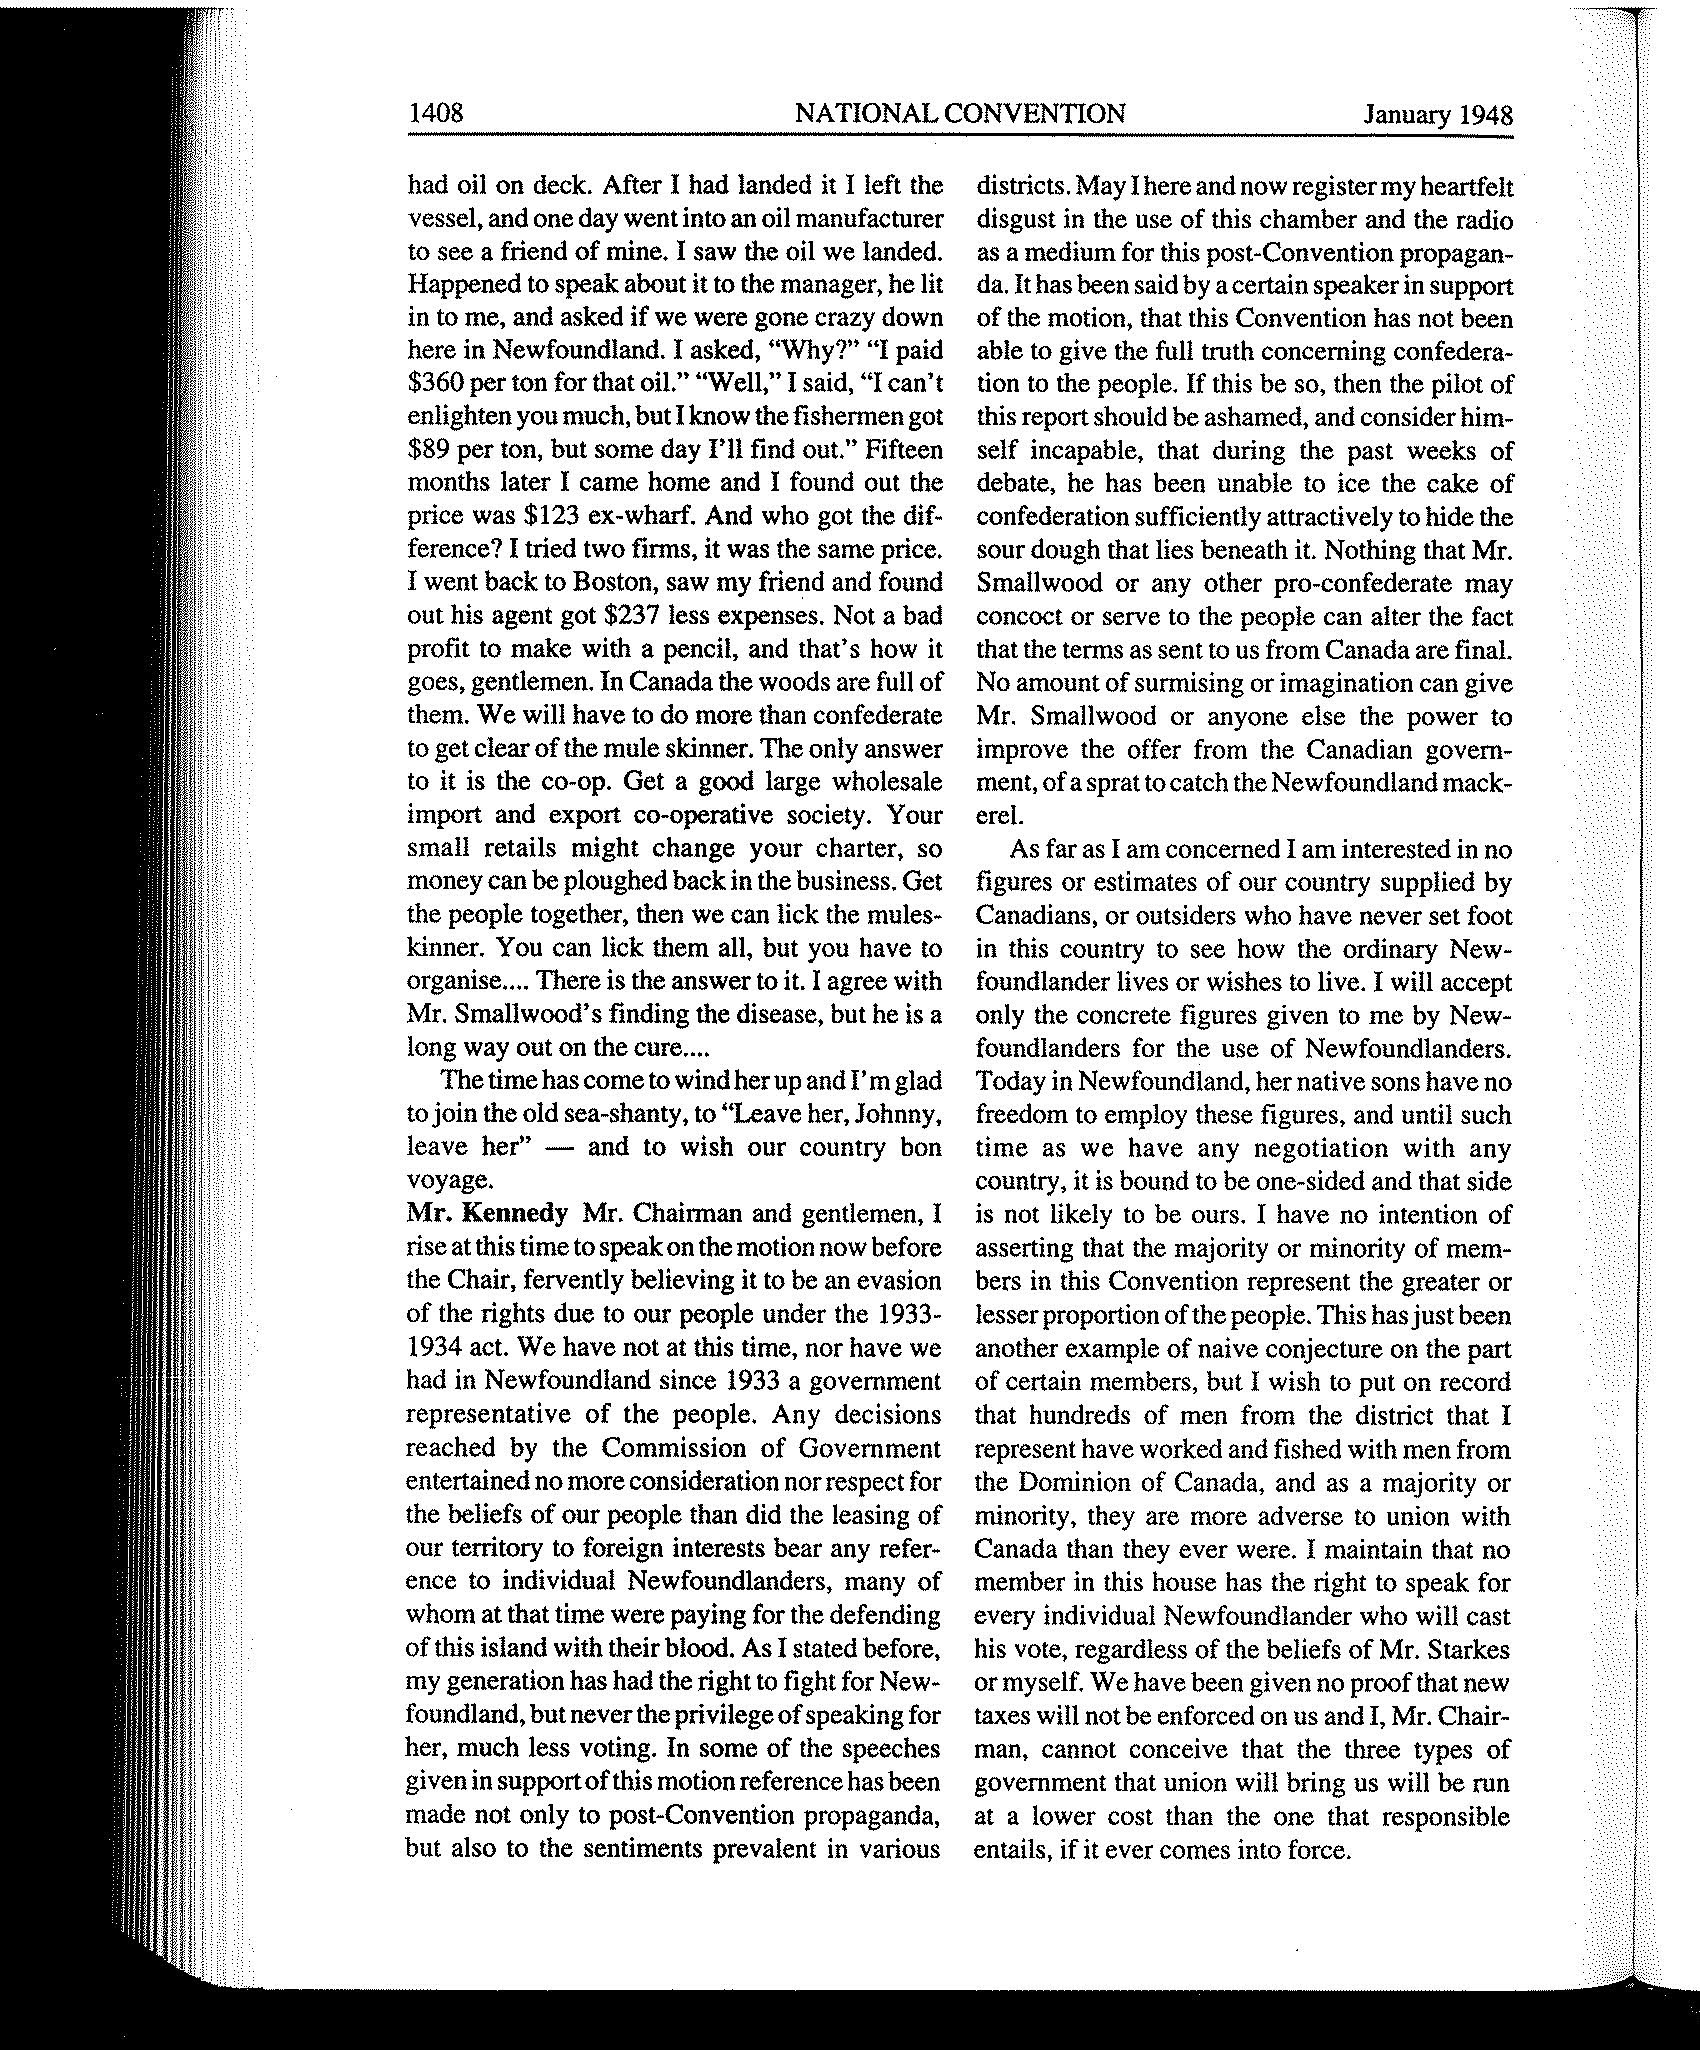 1408 NATIONAL CONVENTION January 1948
had oil on deck. After I had landed it I left the
vessel, and one day went into an oil manufacturer
to see a friend of mine. I saw the oil we landed.
Happened to speak about it to the manager, he lit
in to me, and asked if we were gone crazy down
here in Newfoundland. I asked, “Why?” “I paid
$360 per ton for that oil.” “Well,” I said, “I can't
enlighten you much, but I know the fishermen got
$89 per ton, but some day I'll find out.” Fifteen
months later I came home and I found out the
price was $123 ex-wharf. And who got the dif-
ference? I tried two firms, it was the same price.
I went back to Boston, saw my friend and found
out his agent got $237 less expenses. Not a bad
profit to make with a pencil, and that's how it
goes, gentlemen. In Canada the woods are full of
them. We will have to do more than confederate
to get clear of the mule skinner. The only answer
to it is the co-op. Get a good large wholesale
import and export co-operative society. Your
small retails might change your charter, so
money can be ploughed back in the business. Get
the people together, then we can lick the mules-
kinner. You can lick them all, but you have to
organise.... There is the answer to it. I agree with
Mr. Smallwood's finding the disease, but he is a
long way out on the cure....
The time has come to wind her up and I'm glad
to join the old sea-shanty, to “Leave her, Johnny,
leave her” — and to wish our country bon
voyage.
Mr. Kennedy Mr. Chairman and gentlemen, I
rise at this time to speak on the motion now before
the Chair, fervently believing it to be an evasion
of the rights due to our people under the 1933-
1934 act. We have not at this time, nor have we
had in Newfoundland since 1933 a government
representative of the people. Any decisions
reached by the Commission of Government
entertained no more consideration nor respect for
the beliefs of our people than did the leasing of
our territory to foreign interests bear any refer-
ence to individual Newfoundlanders, many of
whom at that time were paying for the defending
of this island with their blood. As I stated before,
my generation has had the right to fight for New-
foundland, but never the privilege of speaking for
her, much less voting. In some of the speeches
given in support of this motion reference has been
made not only to post-Convention propaganda,
but also to the sentiments prevalent in various
districts. May I here and now register my heartfelt
disgust in the use of this chamber and the radio
as a medium for this post-Convention propagan-
da. It has been said by a certain speaker in support
of the motion, that this Convention has not been
able to give the full truth concerning confedera-
tion to the people. If this be so, then the pilot of
this report should be ashamed, and consider him-
self incapable, that during the past weeks of
debate, he has been unable to ice the cake of
confederation sufficiently attractively to hide the
sour dough that lies beneath it. Nothing that Mr.
Smallwood or any other pro-confederate may
concoct or serve to the people can alter the fact
that the terms as sent to us from Canada are final.
No amount of surmising or imagination can give
Mr. Smallwood or anyone else the power to
improve the offer from the Canadian govern-
ment, of a sprat to catch the Newfoundland mack-
erel.
As far as I am concerned I am interested in no
figures or estimates of our country supplied by
Canadians, or outsiders who have never set foot
in this country to see how the ordinary New-
foundlander lives or wishes to live. I will accept
only the concrete figures given to me by New-
foundlanders for the use of Newfoundlanders.
Today in Newfoundland, her native sons have no
freedom to employ these figures, and until such
time as we have any negotiation with any
country, it is bound to be one-sided and that side
is not likely to be ours. I have no intention of
asserting that the majority or minority of mem-
bers in this Convention represent the greater or
lesser proportion of the people. This has just been
another example of naive conjecture on the part
of certain members, but I wish to put on record
that hundreds of men from the district that I
represent have worked and fished with men from
the Dominion of Canada, and as a majority or
minority, they are more adverse to union with
Canada than they ever were. I maintain that no
member in this house has the right to speak for
every individual Newfoundlander who will cast
his vote, regardless of the beliefs of Mr. Starkes
or myself. We have been given no proof that new
taxes will not be enforced on us and I, Mr. Chair-
man, cannot conceive that the three types of
government that union will bring us will be run
at a lower cost than the one that responsible
entails, if it ever comes into force.